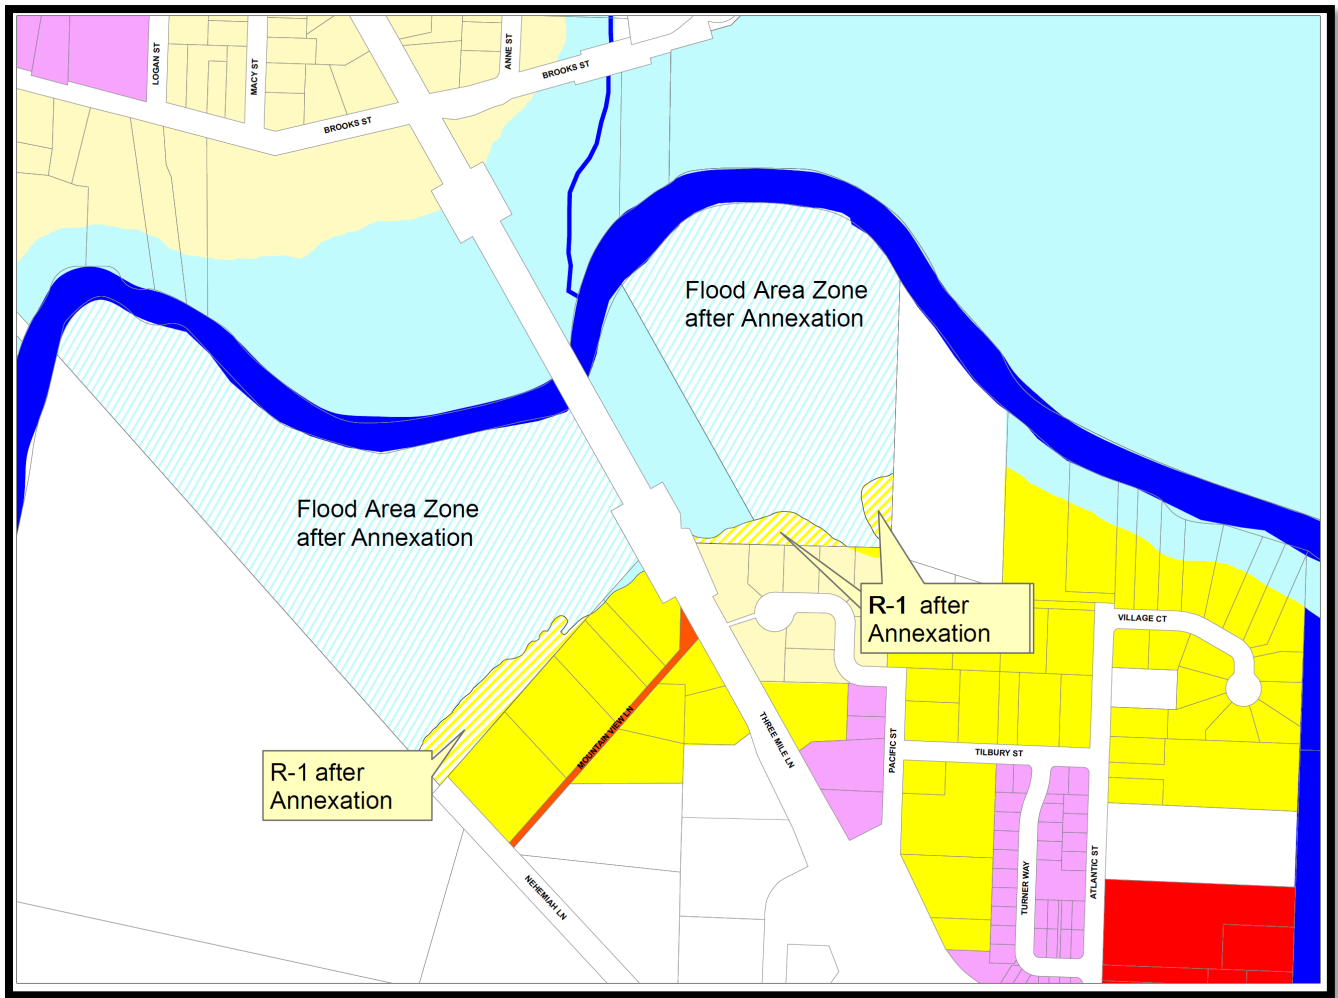 LOGAN ST
MACY ST
ANNE ST
BROOKS ST
BROOKS ST
Flood Area Zone
after Annexation
Flood Area Zone
after Annexation
R-1 after
Annexation
VILLAGE CT
R-1 after
Annexation
MOUNTAIN VIEW LN
THREE MILE LN
PACIFIC ST
TILBURY ST
NEHEMIAH LN
TURNER WAY
ATLANTIC ST